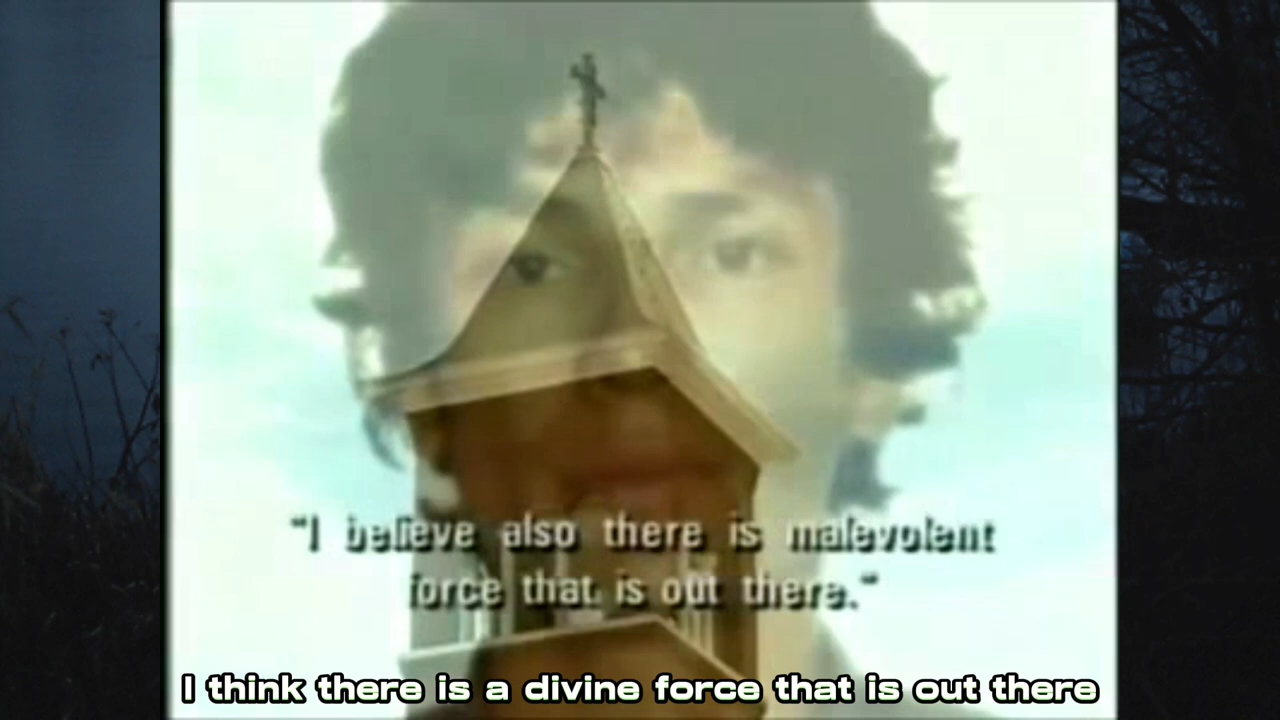 "I believe also there is malevolent
force that is out there."
I think there is a divine force that is out there